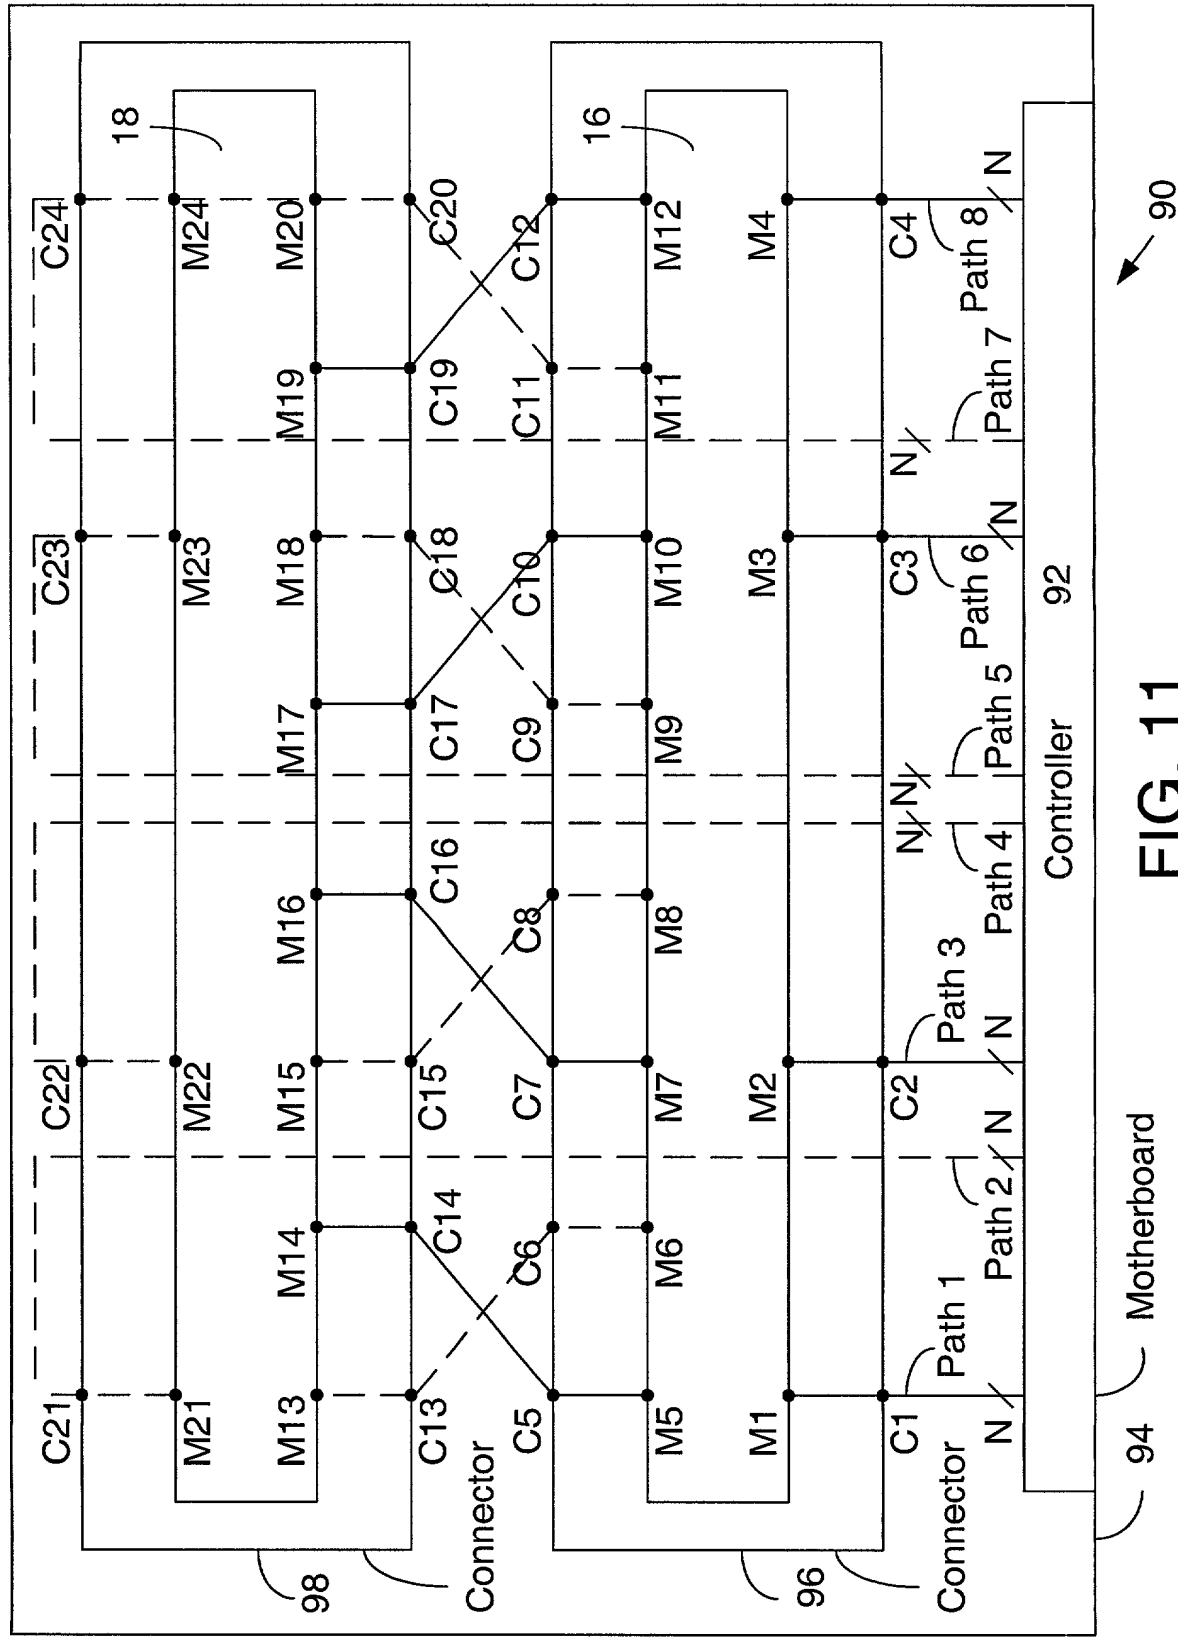 C21
C22
C23
C24
18
M21
M22
M23
M24
M13
M14
M15
M16
M17
M18
M19
M20
98
C13
C14
C15
C16
C17
C18
C19
C20
Connector
C5
C6
C7
C8
C9
C10
C11
C12
16
M5
M6
M7
M8
M9
M10
M11
M12
M1
M2
M3
M4
96
C1
C2
C3
C4
Connector
N
Path 1
Path 2
N
N
Path 3
Path 4
N
N
Path 5
Path 6
N
N
Path 7
Path 8
N
Controller
92
94
Motherboard
90
FIG. 11